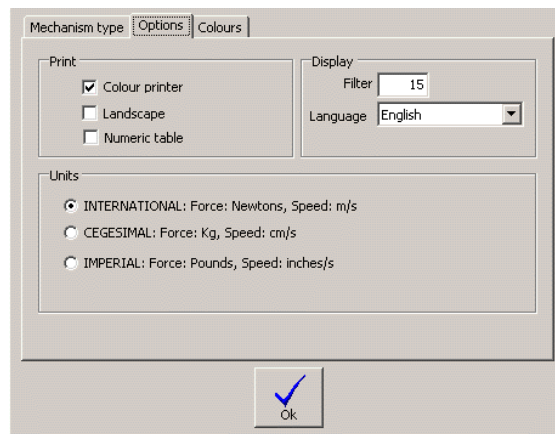 Mechanism type Options Colours
Print
Colour printer
Landscape
Numeric table
Display
Filter 15
Language English
Units
INTERNATIONAL: Force: Newtons, Speed: m/s
CEGESIMAL: Force: Kg, Speed: cm/s
IMPERIAL: Force: Pounds, Speed: inches/s
Ok